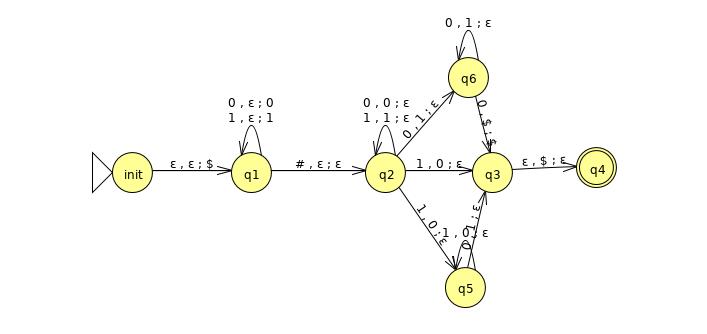 0 , 1 ; ε
q6
0 , ε ; 0
1 , ε ; 1
0 , 0 ; ε
1 , 1 ; ε
0 , 1 ; ε
0 , $ ; $
init
ε , ε ; $
q1
# , ε ; ε
q2
1 , 0 ; ε
q3
ε , $ ; ε
q4
1 , 0 ; ε
0 , 1 ; ε
1 , 0 ; ε
q5